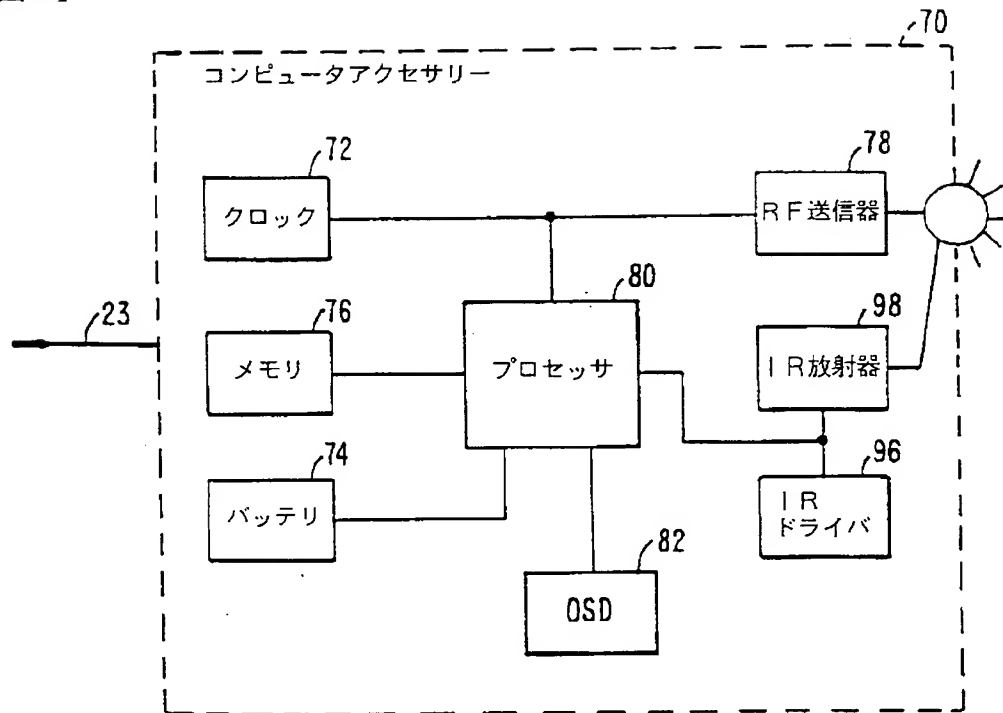 70
コンピュータアクセサリー
72
クロック
78
RF送信器
80
プロセッサ
98
IR放射器
23
76
メモリ
74
バッテリ
96
IR
ドライバ
82
OSD